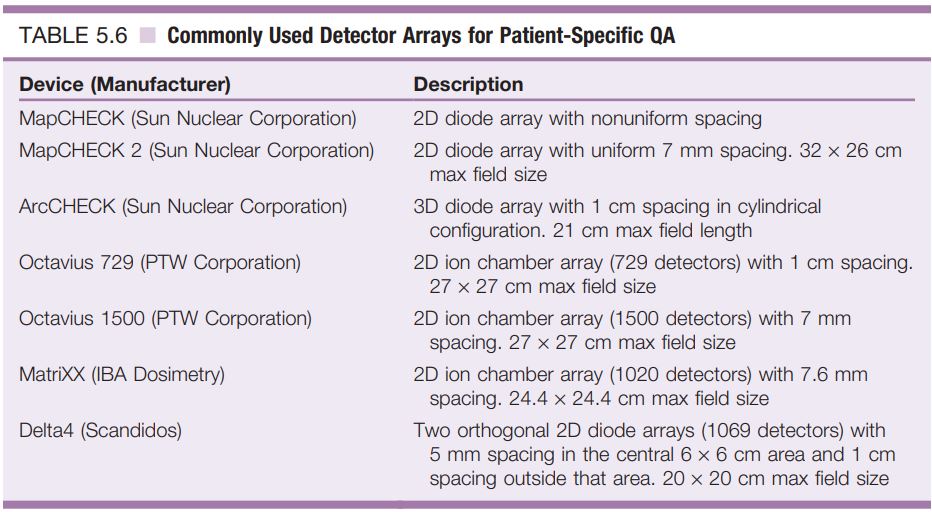 TABLE 5.6 ■ Commonly Used Detector Arrays for Patient-Specific QA
Device (Manufacturer) Description
MapCHECK (Sun Nuclear Corporation) 2D diode array with nonuniform spacing
MapCHECK 2 (Sun Nuclear Corporation) 2D diode array with uniform 7 mm spacing. 32 × 26 cm
max field size
ArcCHECK (Sun Nuclear Corporation) 3D diode array with 1 cm spacing in cylindrical
configuration. 21 cm max field length
Octavius 729 (PTW Corporation) 2D ion chamber array (729 detectors) with 1 cm spacing.
27 × 27 cm max field size
Octavius 1500 (PTW Corporation) 2D ion chamber array (1500 detectors) with 7 mm
spacing. 27 × 27 cm max field size
MatriXX (IBA Dosimetry) 2D ion chamber array (1020 detectors) with 7.6 mm
spacing. 24.4 × 24.4 cm max field size
Delta4 (Scandidos) Two orthogonal 2D diode arrays (1069 detectors) with
5 mm spacing in the central 6 × 6 cm area and 1 cm
spacing outside that area. 20 × 20 cm max field size